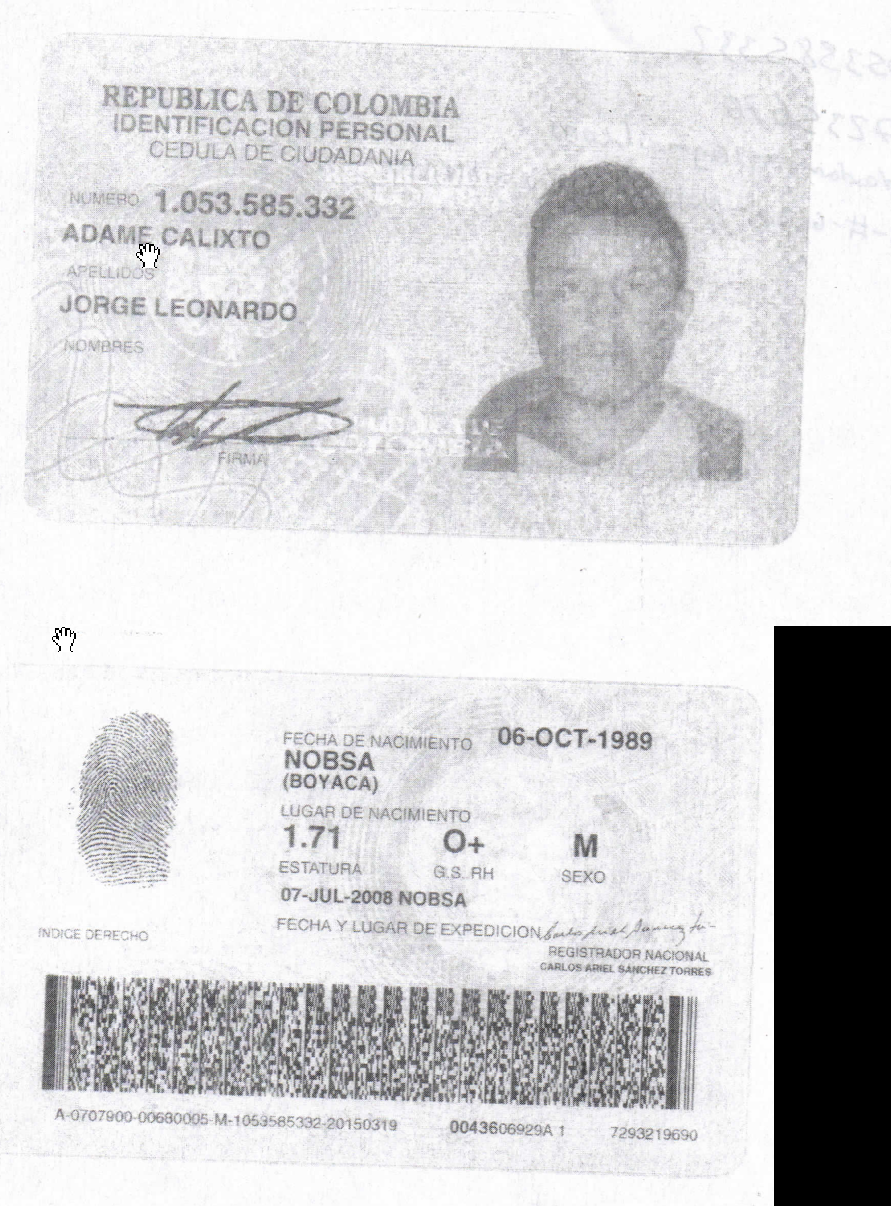 REPUBLICA DE COLOMBIA
IDENTIFICACION PERSONAL
CEDULA DE CIUDADANIA
NUMERO 1.053.585.332
ADAME CALIXTO
APELLIDOS
JORGE LEONARDO
NOMBRES
FIRMA
FECHA DE NACIMIENTO 06-OCT-1989
NOBSA
(BOYACA)
LUGAR DE NACIMIENTO
1.71 O+ M
ESTATURA G.S. RH SEXO
07-JUL-2008 NOBSA
FECHA Y LUGAR DE EXPEDICION
INDICE DERECHO
REGISTRADOR NACIONAL
CARLOS ARIEL SANCHEZ TORRES
A-0707900-00680005-M-1053585332-20150319 0043606929A 1 7293219690